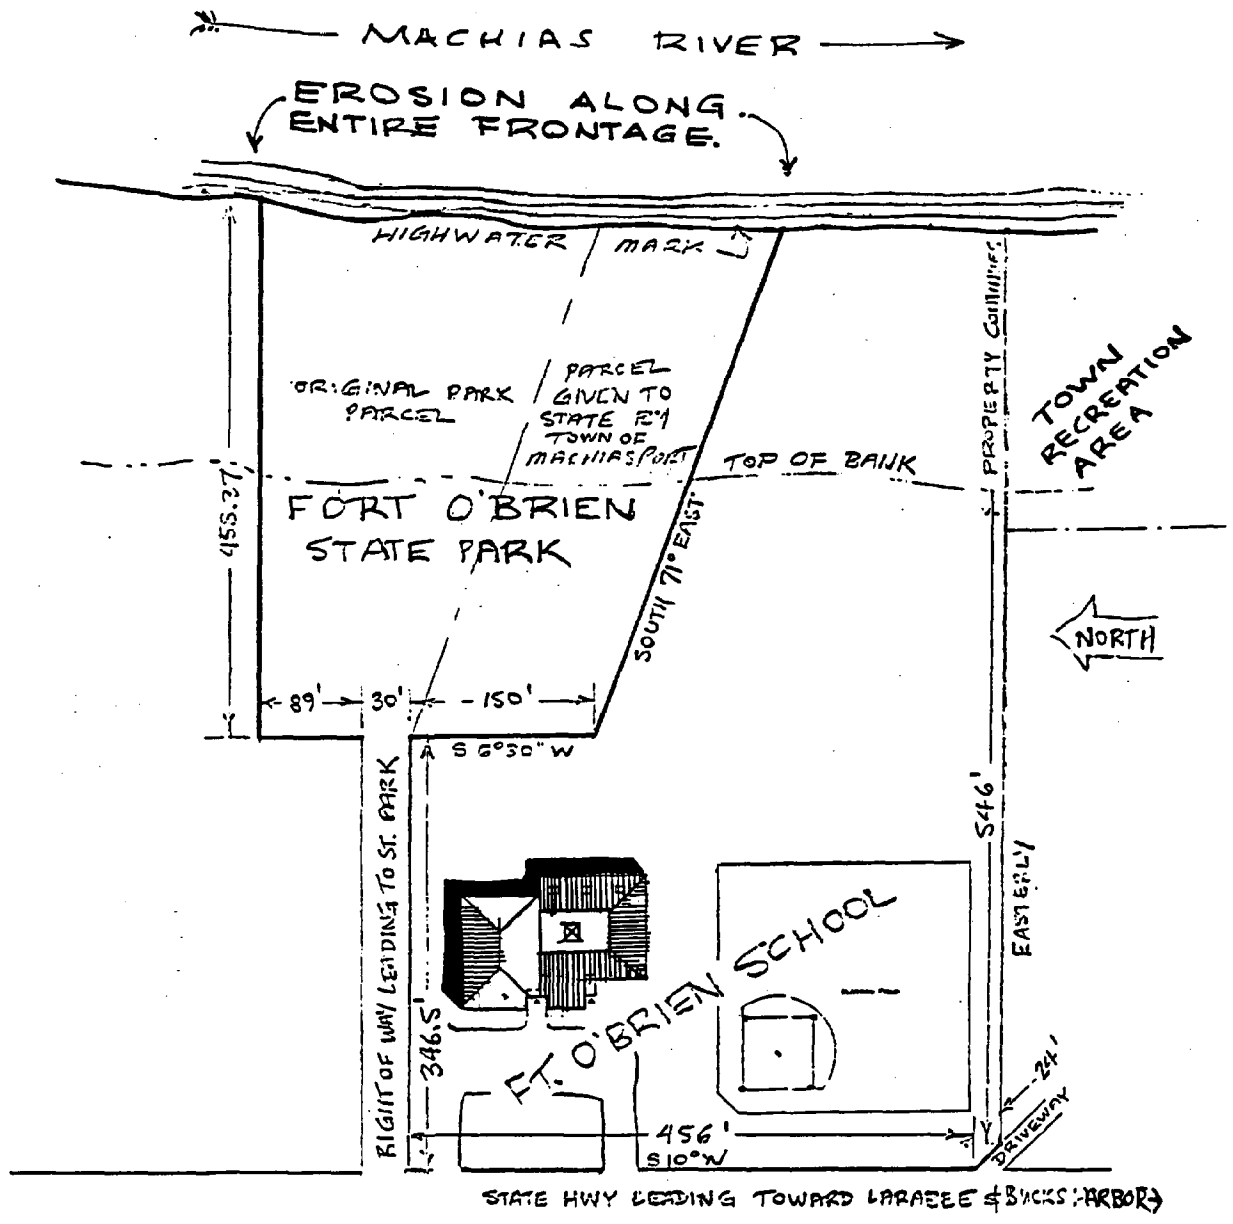 MACHIAS RIVER
EROSION ALONG
ENTIRE FRONTAGE.
HIGHWATER MARK
ORIGINAL PARK
PARCEL
PARCEL
GIVEN TO
STATE BY
TOWN OF
MACHIASPORT
TOP OF BANK
PROPERTY
TOWN
RECREATION
AREA
455.37
FORT O'BRIEN
STATE PARK
SOUTH 71° EAST
NORTH
89'
30'
150'
S 6°30" W
RIGHT OF WAY LEADING TO ST. PARK
346.5'
546'
EASTERLY
FT. O'BRIEN SCHOOL
24'
DRIVEWAY
456'
S10°W
STATE HWY LEADING TOWARD & BUCKS HARBOR